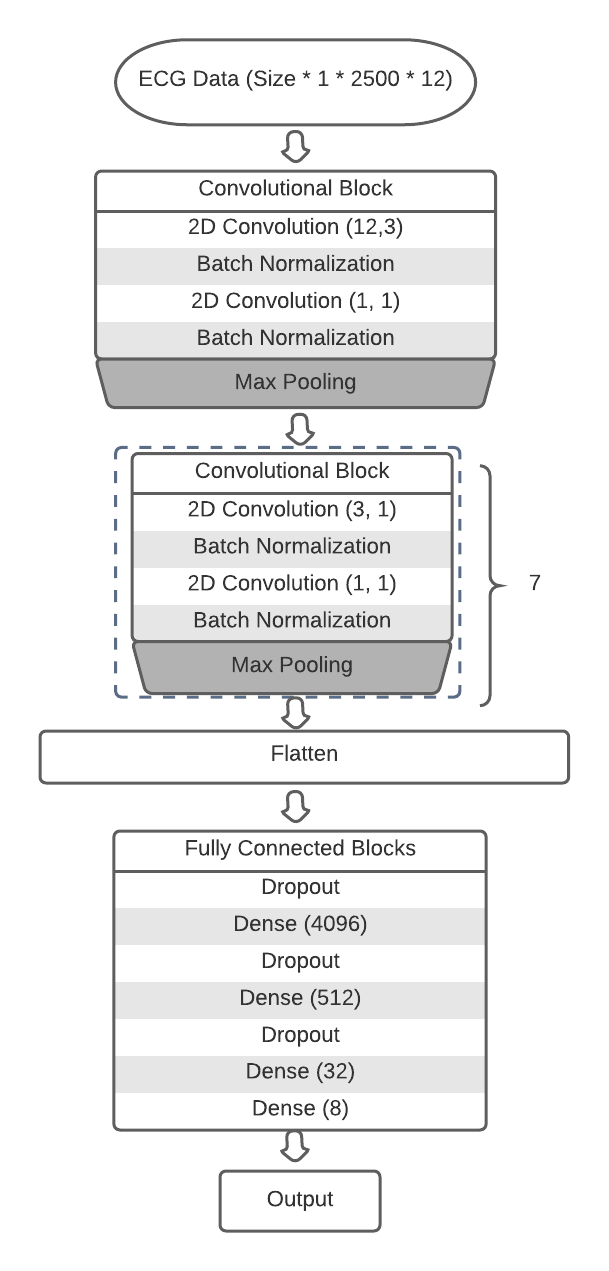 ECG Data (Size * 1 * 2500 * 12)
Convolutional Block
2D Convolution (12,3)
Batch Normalization
2D Convolution (1, 1)
Batch Normalization
Max Pooling
Convolutional Block
2D Convolution (3, 1)
Batch Normalization
2D Convolution (1, 1)
Batch Normalization
Max Pooling
7
Flatten
Fully Connected Blocks
Dropout
Dense (4096)
Dropout
Dense (512)
Dropout
Dense (32)
Dense (8)
Output